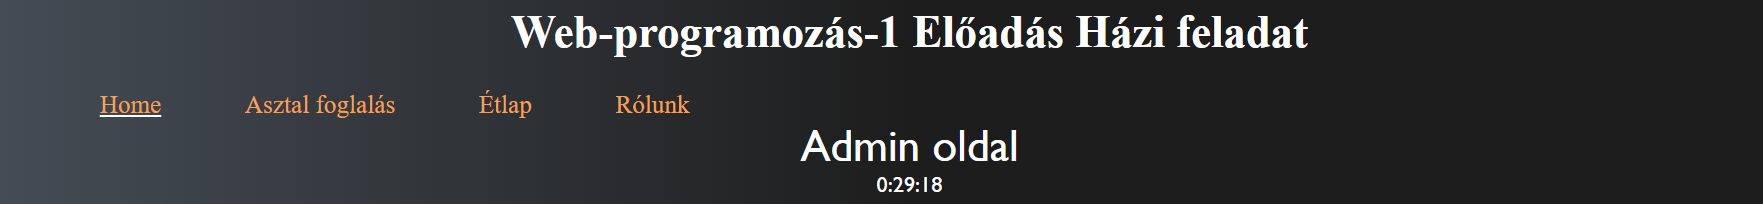 Web-programozás-1 Előadás Házi feladat
Home Asztal foglalás Étlap Rólunk
Admin oldal
0:29:18